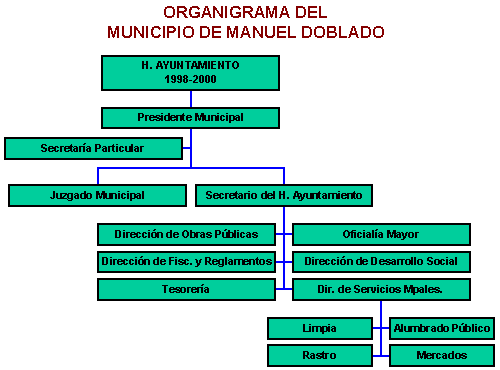 ORGANIGRAMA DEL
MUNICIPIO DE MANUEL DOBLADO
H. AYUNTAMIENTO
1998-2000
Presidente Municipal
Secretaría Particular
Juzgado Municipal
Secretario del H. Ayuntamiento
Dirección de Obras Públicas
Oficialía Mayor
Dirección de Fisc. y Reglamentos
Dirección de Desarrollo Social
Tesorería
Dir. de Servicios Mpales.
Limpia
Alumbrado Público
Rastro
Mercados